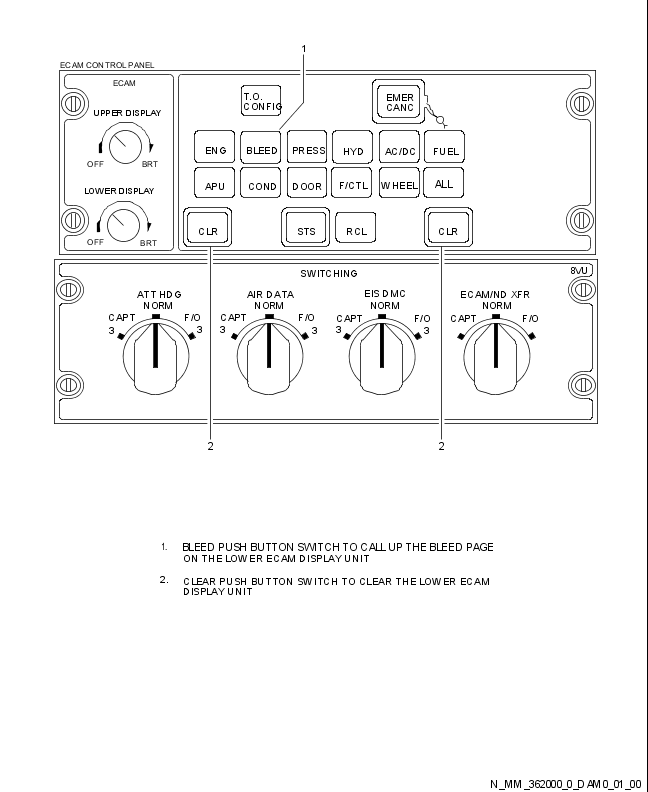 1
ECAM CONTROL PANEL
ECAM
UPPER DISPLAY
OFF BRT
LOWER DISPLAY
OFF BRT
T.O.
CONFIG
EMER
CANC
ENG BLEED PRESS HYD AC/DC FUEL
APU COND DOOR F/CTL WHEEL ALL
CLR STS RCL CLR
SWITCHING 8VU
ATT HDG
NORM
CAPT F/O
3 3
AIR DATA
NORM
CAPT F/O
3 3
EIS DMC
NORM
CAPT F/O
3 3
ECAM/ND XFR
NORM
CAPT F/O
2 2
1. BLEED PUSH BUTTON SWITCH TO CALL UP THE BLEED PAGE
ON THE LOWER ECAM DISPLAY UNIT
2. CLEAR PUSH BUTTON SWITCH TO CLEAR THE LOWER ECAM
DISPLAY UNIT
N_MM_362000_0_DAM0_01_00